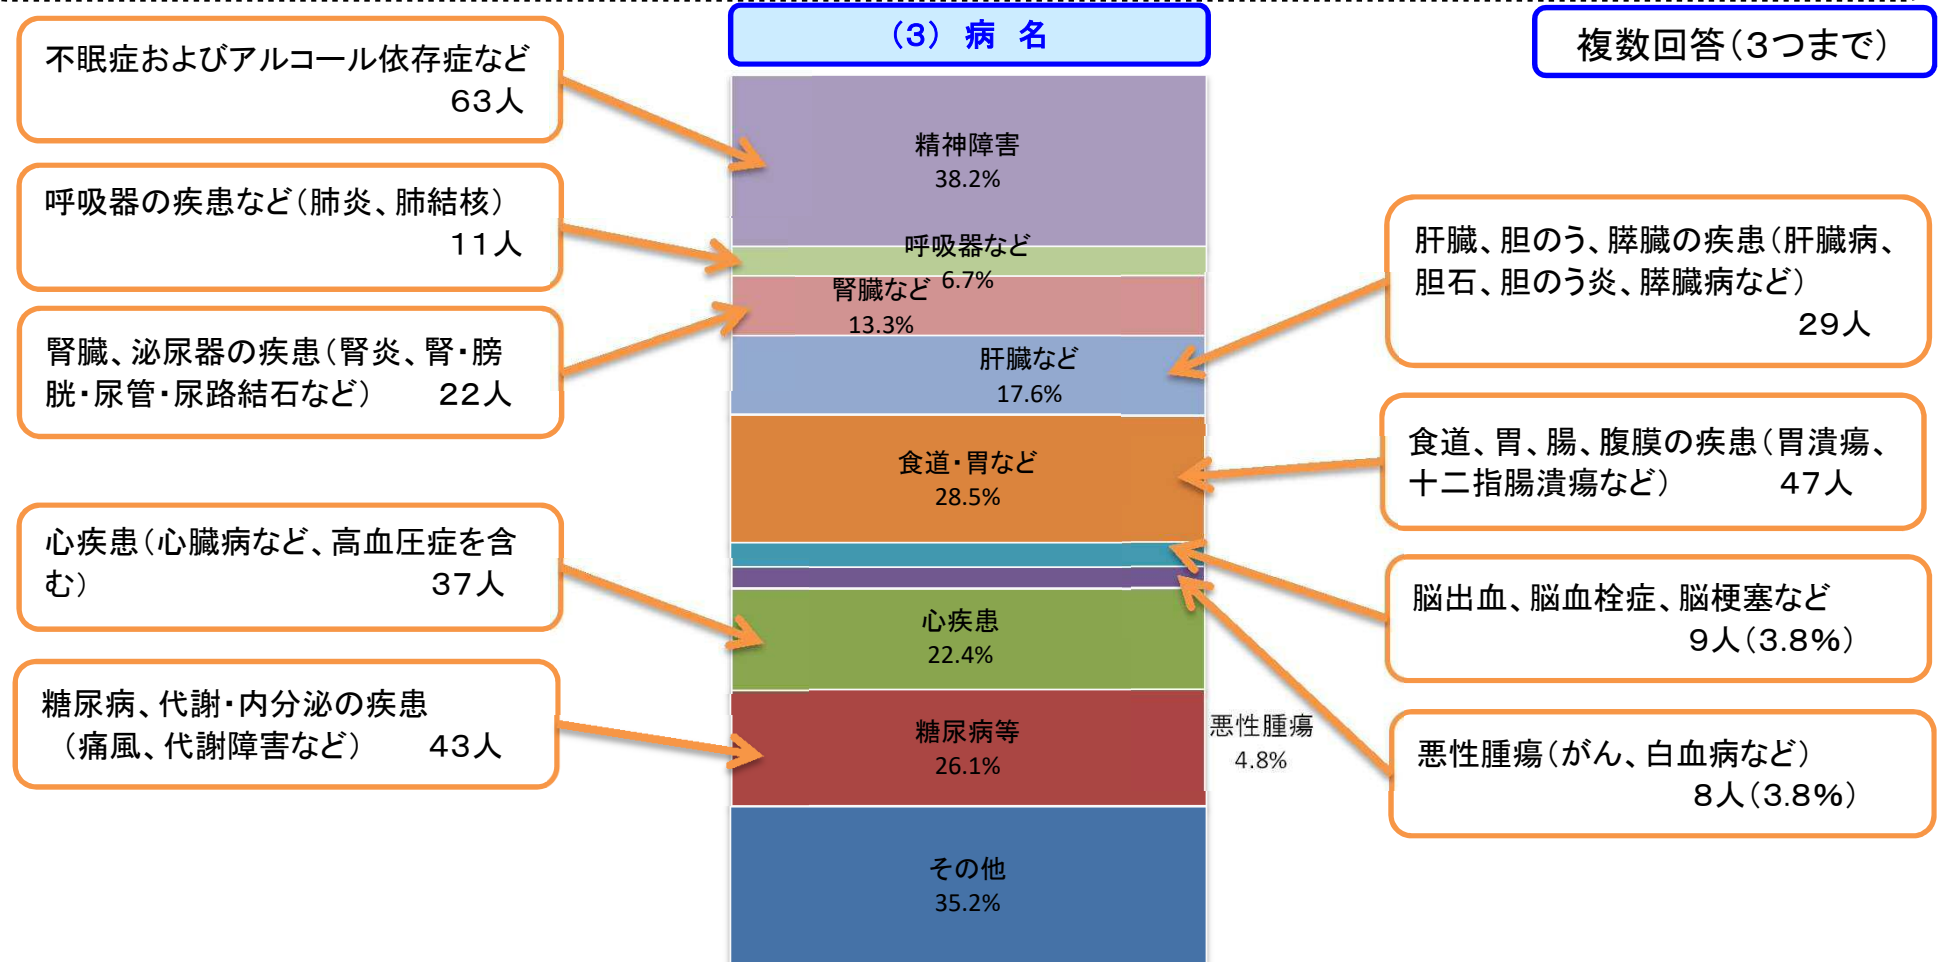 (3) 病 名
複数回答(3つまで)
不眠症およびアルコール依存症など
63人
呼吸器の疾患など(肺炎、肺結核)
11人
腎臓、泌尿器の疾患(腎炎、腎・膀
胱・尿管・尿路結石など) 22人
心疾患(心臓病など、高血圧症を含
む) 37人
糖尿病、代謝・内分泌の疾患
(痛風、代謝障害など) 43人
精神障害
38.2%
呼吸器など
6.7%
腎臓など
13.3%
肝臓など
17.6%
食道・胃など
28.5%
心疾患
22.4%
糖尿病等
26.1%
その他
35.2%
悪性腫瘍
4.8%
肝臓、胆のう、膵臓の疾患(肝臓病、
胆石、胆のう炎、膵臓病など)
29人
食道、胃、腸、腹膜の疾患(胃潰瘍、
十二指腸潰瘍など) 47人
脳出血、脳血栓症、脳梗塞など
9人(3.8%)
悪性腫瘍(がん、白血病など)
8人(3.8%)